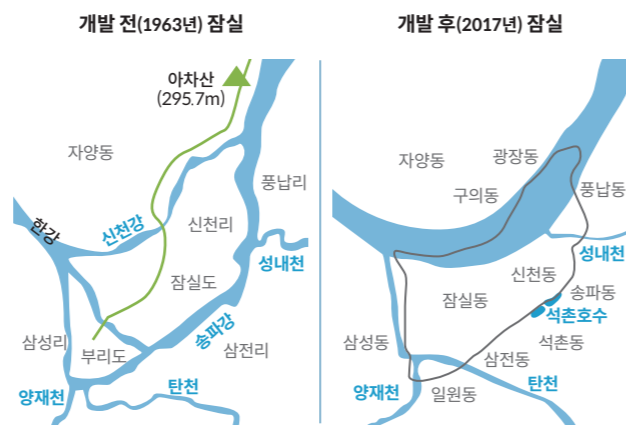 개발 전(1963년) 잠실
아차산
(295.7m)
자양동
풍납리
한강
신천강
신천리
성내천
잠실도
송파강
삼성리
부리도
삼전리
양재천
탄천
개발 후(2017년) 잠실
자양동
광장동
구의동
풍납동
성내천
신천동
잠실동
송파동
석촌호수
삼성동
석촌동
삼전동
양재천
일원동
탄천